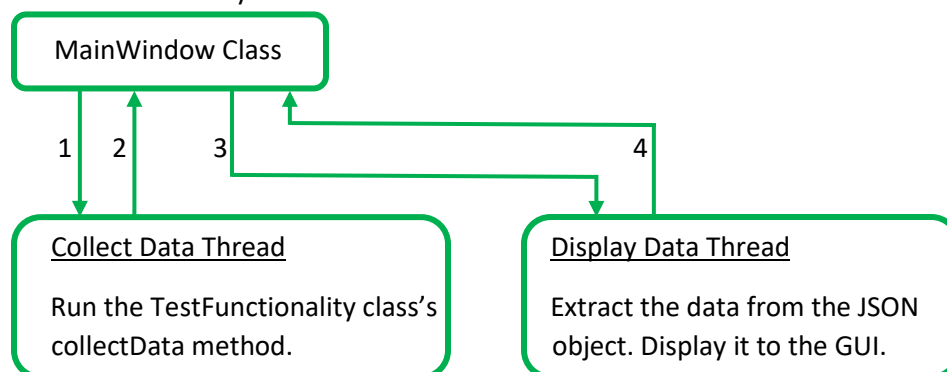 MainWindow Class
1 2 3 4
Collect Data Thread
Run the TestFunctionality class's
collectData method.
Display Data Thread
Extract the data from the JSON
object. Display it to the GUI.